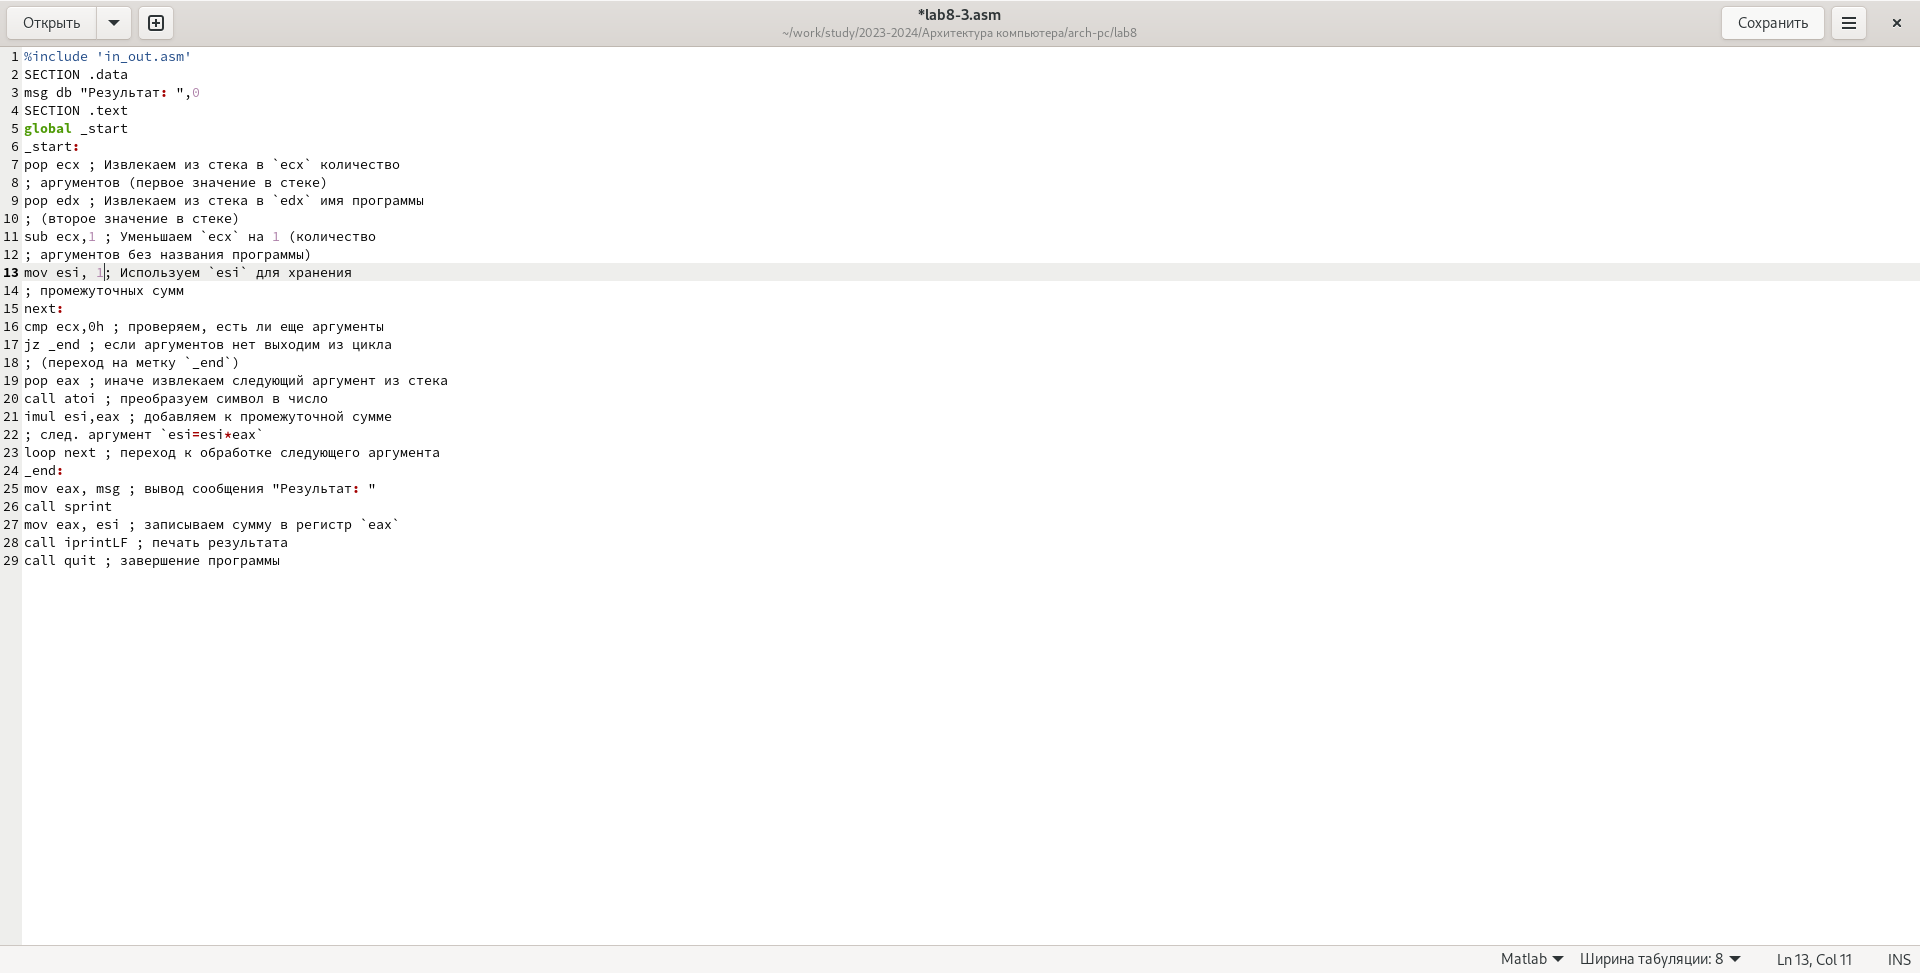 Открыть
*lab8-3.asm
~/work/study/2023-2024/Архитектура компьютера/arch-pc/lab8
Сохранить
1 %include 'in_out.asm'
2 SECTION .data
3 msg db "Результат: ",0
4 SECTION .text
5 global _start
6 _start:
7 pop ecx ; Извлекаем из стека в `ecx` количество
8 ; аргументов (первое значение в стеке)
9 pop edx ; Извлекаем из стека в `edx` имя программы
10 ; (второе значение в стеке)
11 sub ecx,1 ; Уменьшаем `ecx` на 1 (количество
12 ; аргументов без названия программы)
13 mov esi, 1; Используем `esi` для хранения
14 ; промежуточных сумм
15 next:
16 cmp ecx,0h ; проверяем, есть ли еще аргументы
17 jz _end ; если аргументов нет выходим из цикла
18 ; (переход на метку `_end`)
19 pop eax ; иначе извлекаем следующий аргумент из стека
20 call atoi ; преобразуем символ в число
21 imul esi,eax ; добавляем к промежуточной сумме
22 ; след. аргумент `esi=esi*eax`
23 loop next ; переход к обработке следующего аргумента
24 _end:
25 mov eax, msg ; вывод сообщения "Результат: "
26 call sprint
27 mov eax, esi ; записываем сумму в регистр `eax`
28 call iprintLF ; печать результата
29 call quit ; завершение программы
Matlab Ширина табуляции: 8 Ln 13, Col 11 INS